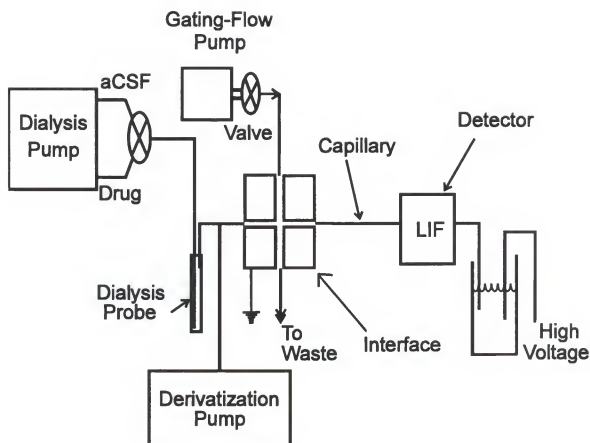 Gating-Flow
Pump
aCSF
Dialysis
Pump
Valve
Drug
Capillary
Detector
LIF
Dialysis
Probe
To
Waste
Interface
High
Voltage
Derivatization
Pump